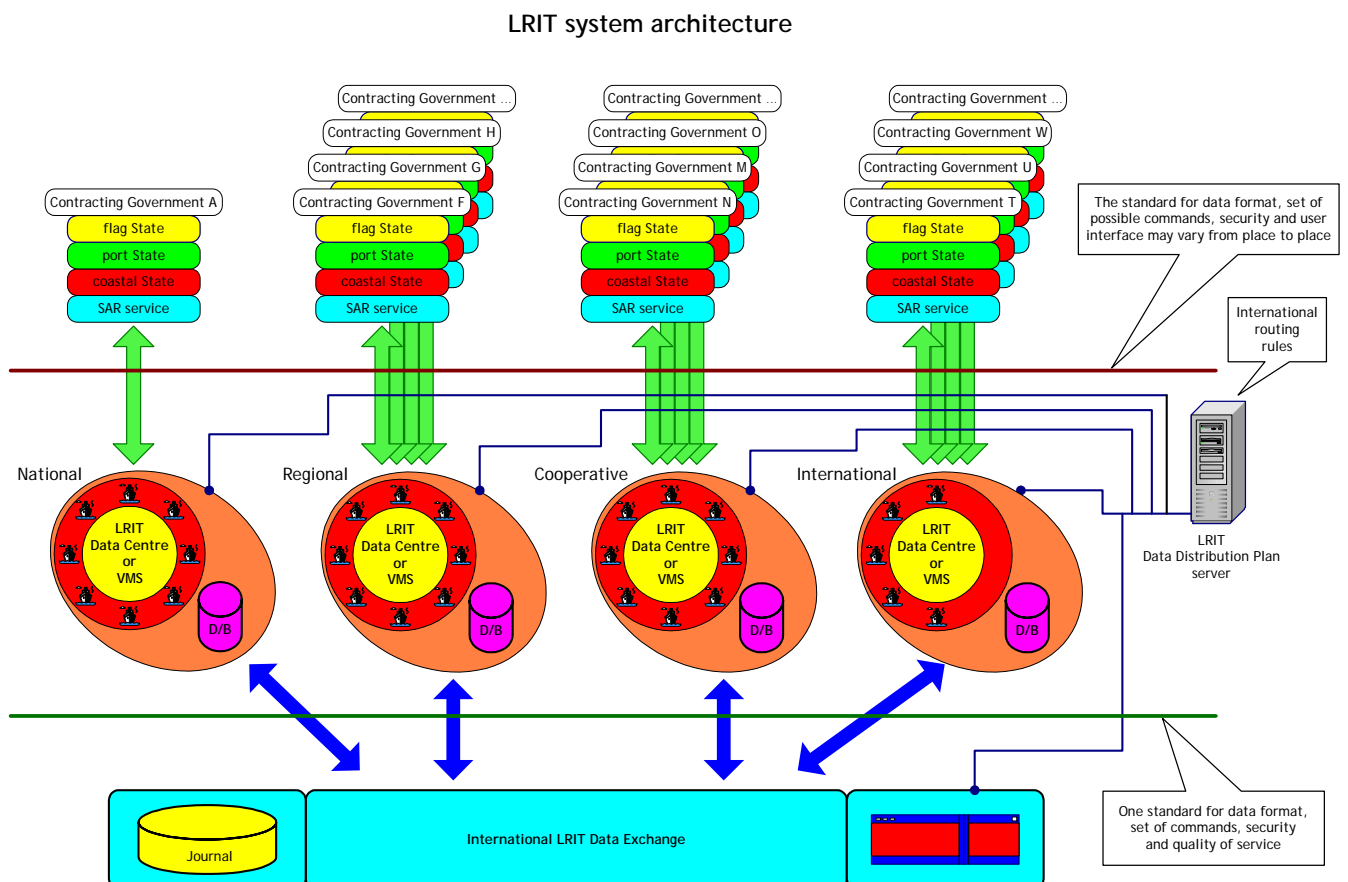 LRIT system architecture
Contracting Government ...
Contracting Government ...
Contracting Government ...
Contracting Government H
Contracting Government O
Contracting Government W
Contracting Government G
Contracting Government M
Contracting Government U
Contracting Government A
Contracting Government F
Contracting Government N
Contracting Government T
flag State
flag State
flag State
flag State
port State
port State
port State
port State
coastal State
coastal State
coastal State
coastal State
SAR service
SAR service
SAR service
SAR service
The standard for data format, set of
possible commands, security and user
interface may vary from place to place
International
routing
rules
National
Regional
Cooperative
International
LRIT
Data Centre
or
VMS
D/B
LRIT
Data Centre
or
VMS
D/B
LRIT
Data Centre
or
VMS
D/B
LRIT
Data Centre
or
VMS
D/B
LRIT
Data Distribution Plan
server
Journal
International LRIT Data Exchange
One standard for data format,
set of commands, security
and quality of service